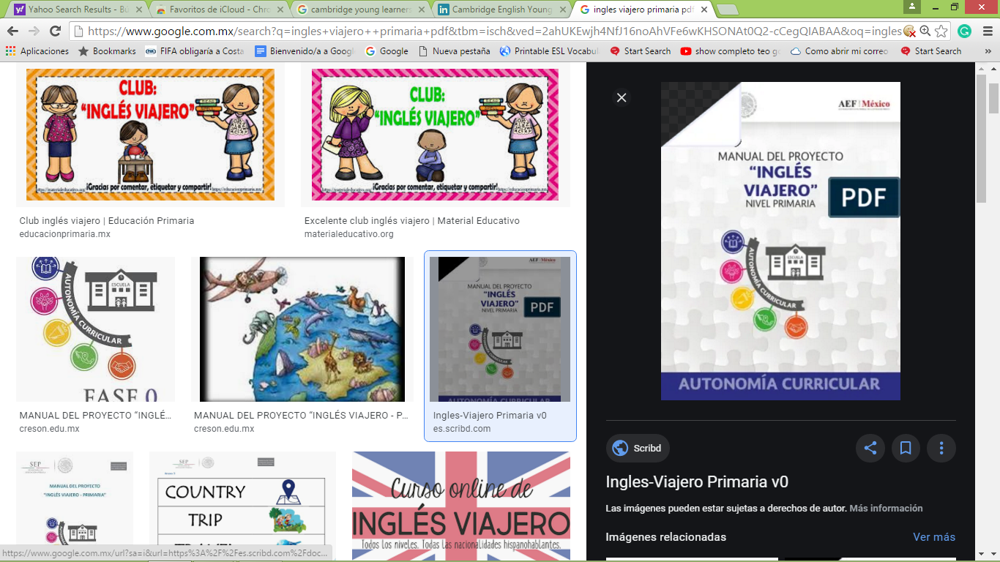 Yahoo Search Results - Bu
Favoritos de iCloud - Chro
cambridge young learners
Cambridge English Young
ingles viajero primaria pdf
https://www.google.com.mx/search?q=ingles+viajero++primaria+pdf&tbm=isch&ved=2ahUKEwjh4NfJ16noAhVFe6wKHSONAt0Q2-cCegQIABAA&oq=ingles
Aplicaciones
Bookmarks
FIFA obligaría a Costa
Bienvenido/a a Googl
Google
Nueva pestaña
Printable ESL Vocabul
Start Search
show completo teo go
Como abrir mi correo
Start Search
»
CLUB:
“INGLÉS VIAJERO”
READ
SPELL
¡Gracias por comentar, etiquetar y compartir!
CLUB:
“INGLÉS VIAJERO”
READ
SPELL
¡Gracias por comentar, etiquetar y compartir!
Club inglés viajero | Educación Primaria
educacionprimaria.mx
Excelente club inglés viajero | Material Educativo
materialeducativo.org
ESCUELA
AUTONOMÍA CURRICULAR
FASE 0
MANUAL DEL PROYECTO “INGLÉ...
creson.edu.mx
MANUAL DEL PROYECTO “INGLÉS VIAJERO - P...
creson.edu.mx
AEF México
MANUAL DEL PROYECTO
“INGLÉS
VIAJERO”
NIVEL PRIMARIA
PDF
AUTONOMÍA CURRICULAR
Ingles-Viajero Primaria v0
es.scribd.com
SEP
MANUAL DEL PROYECTO
“INGLÉS VIAJERO - PRIMARIA”
COUNTRY
TRIP
TRAVEL
Curso online de
INGLÉS VIAJERO
Todos los niveles. Todas las nacionalidades hispanohablantes.
https://www.google.com.mx/url?sa=i&url=https%3A%2F%2Fes.scribd.com%2Fdoc...
AEF México
MANUAL DEL PROYECTO
“INGLÉS
VIAJERO”
NIVEL PRIMARIA
PDF
ESCUELA
AUTONOMÍA CURRICULAR
AUTONOMÍA CURRICULAR
Scribd
Ingles-Viajero Primaria v0
Las imágenes pueden estar sujetas a derechos de autor. Más información
Imágenes relacionadas
Ver más